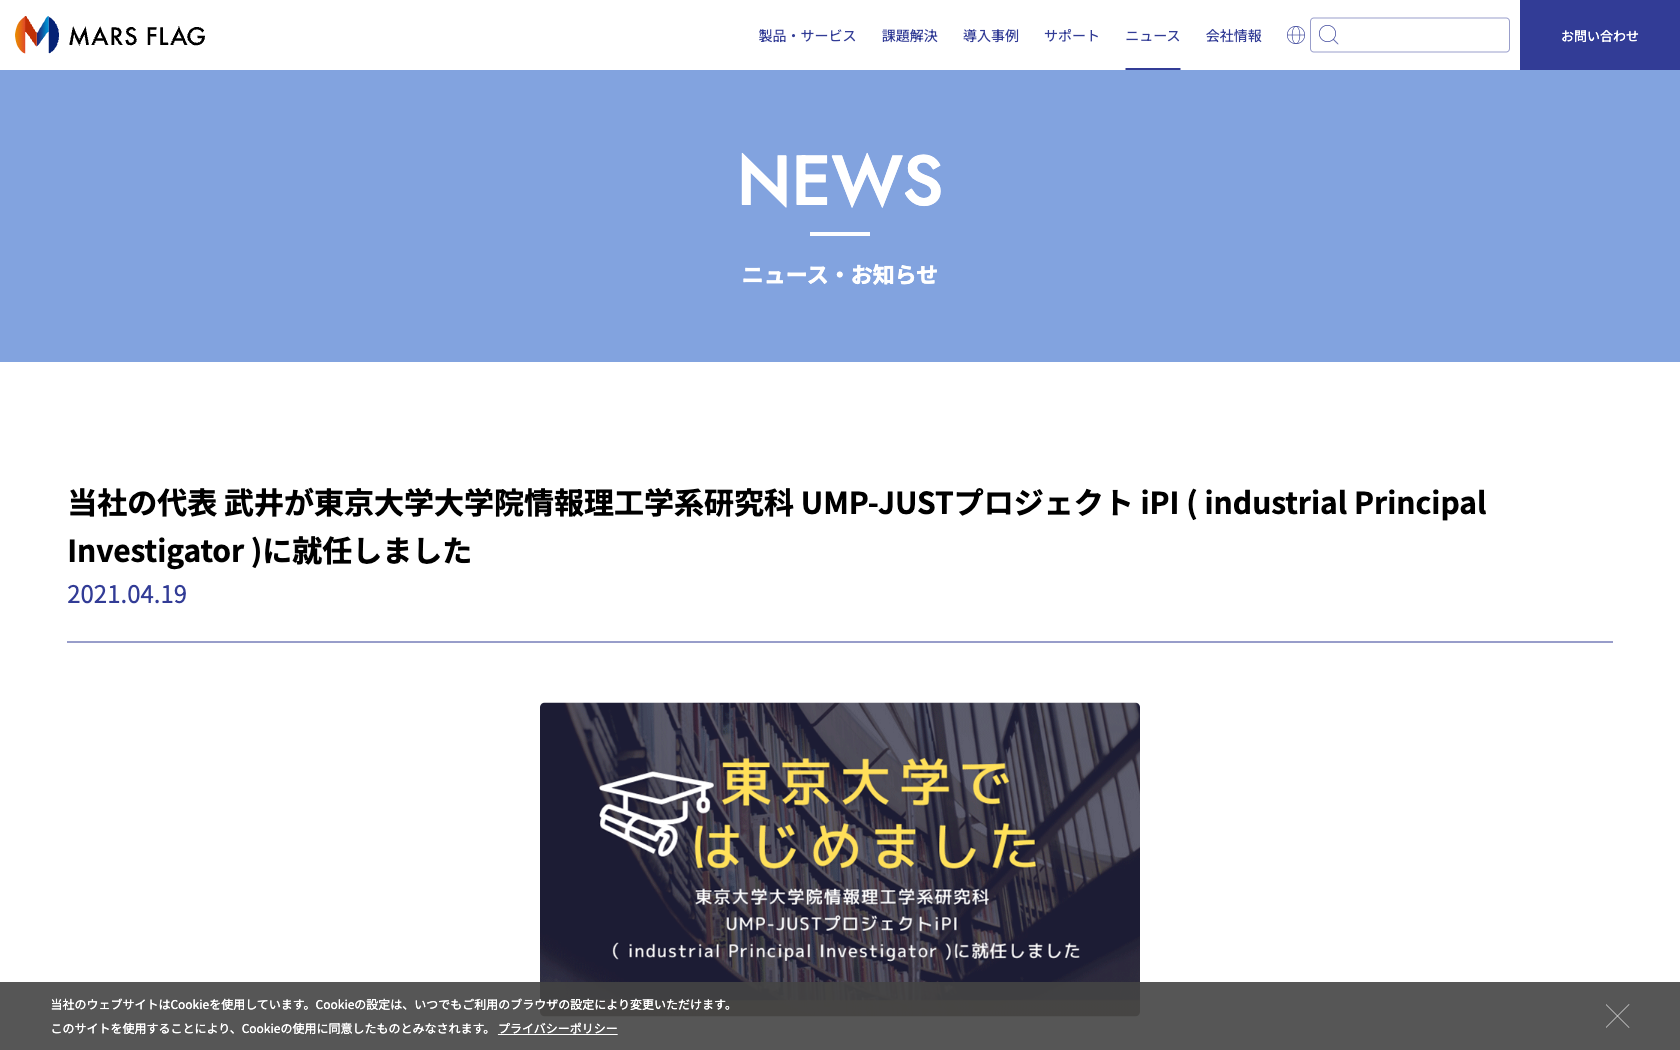 MARS FLAG
製品・サービス 課題解決 導入事例 サポート ニュース 会社情報 お問い合わせ
NEWS
ニュース・お知らせ
当社の代表 武井が東京大学大学院情報理工学系研究科 UMP-JUSTプロジェクト iPI ( industrial Principal
Investigator )に就任しました
2021.04.19
東京大学で
はじめました
東京大学大学院情報理工学系研究科
UMP-JUSTプロジェクトiPI
( industrial Principal Investigator )に就任しました
当社のウェブサイトはCookieを使用しています。Cookieの設定は、いつでもご利用のブラウザの設定により変更いただけます。
このサイトを使用することにより、Cookieの使用に同意したものとみなされます。 プライバシーポリシー